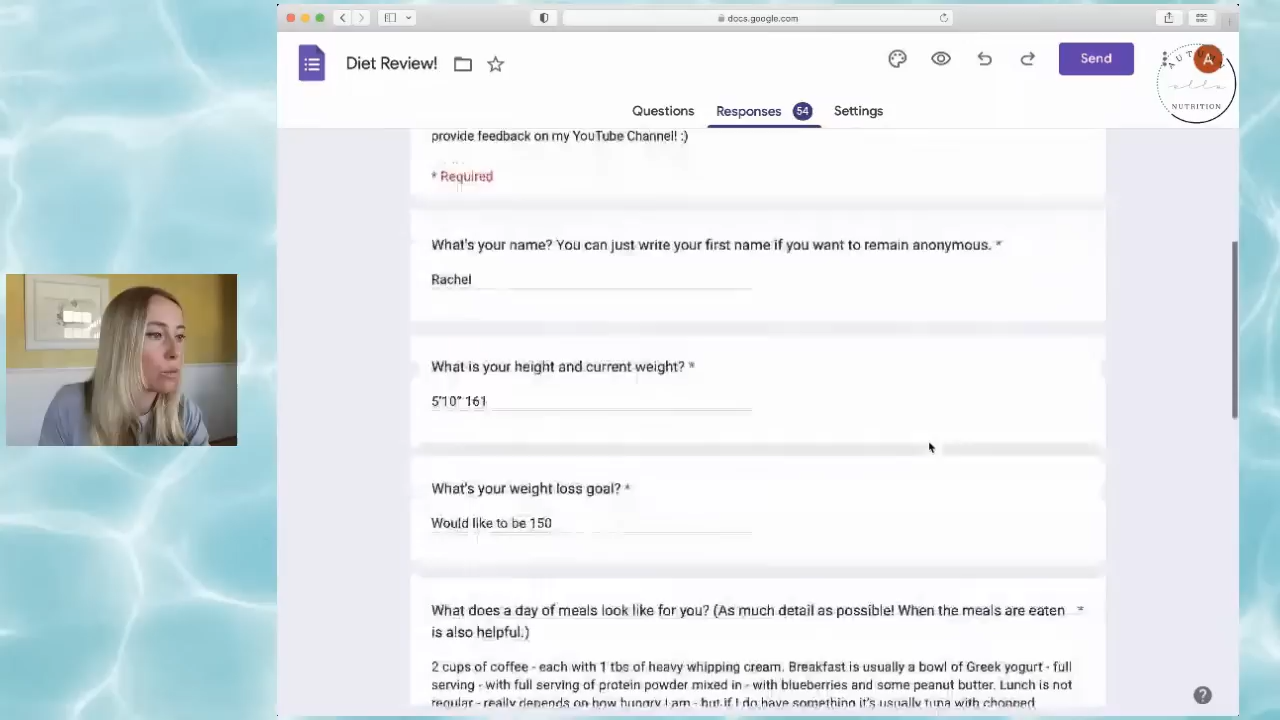 docs.google.com
Diet Review!
Send
A
AUTUMN
elle
NUTRITION
Questions
Responses 54
Settings
provide feedback on my YouTube Channel! :)
* Required
What's your name? You can just write your first name if you want to remain anonymous. *
Rachel
What is your height and current weight? *
5'10" 161
What's your weight loss goal? *
Would like to be 150
What does a day of meals look like for you? (As much detail as possible! When the meals are eaten *
is also helpful.)
2 cups of coffee - each with 1 tbs of heavy whipping cream. Breakfast is usually a bowl of Greek yogurt - full
serving - with full serving of protein powder mixed in - with blueberries and some peanut butter. Lunch is not
regular - really depends on how hungry I am - but if I do have something it's usually tuna with chopped